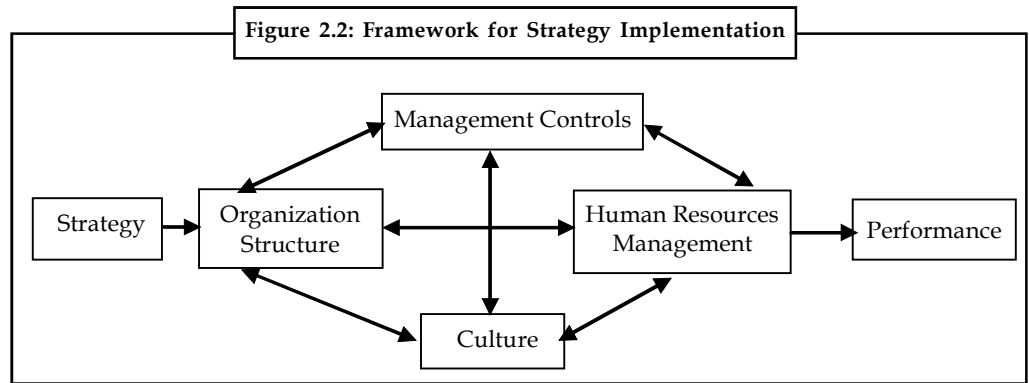 Figure 2.2: Framework for Strategy Implementation
Management Controls
Strategy
Organization
Structure
Human Resources
Management
Performance
Culture